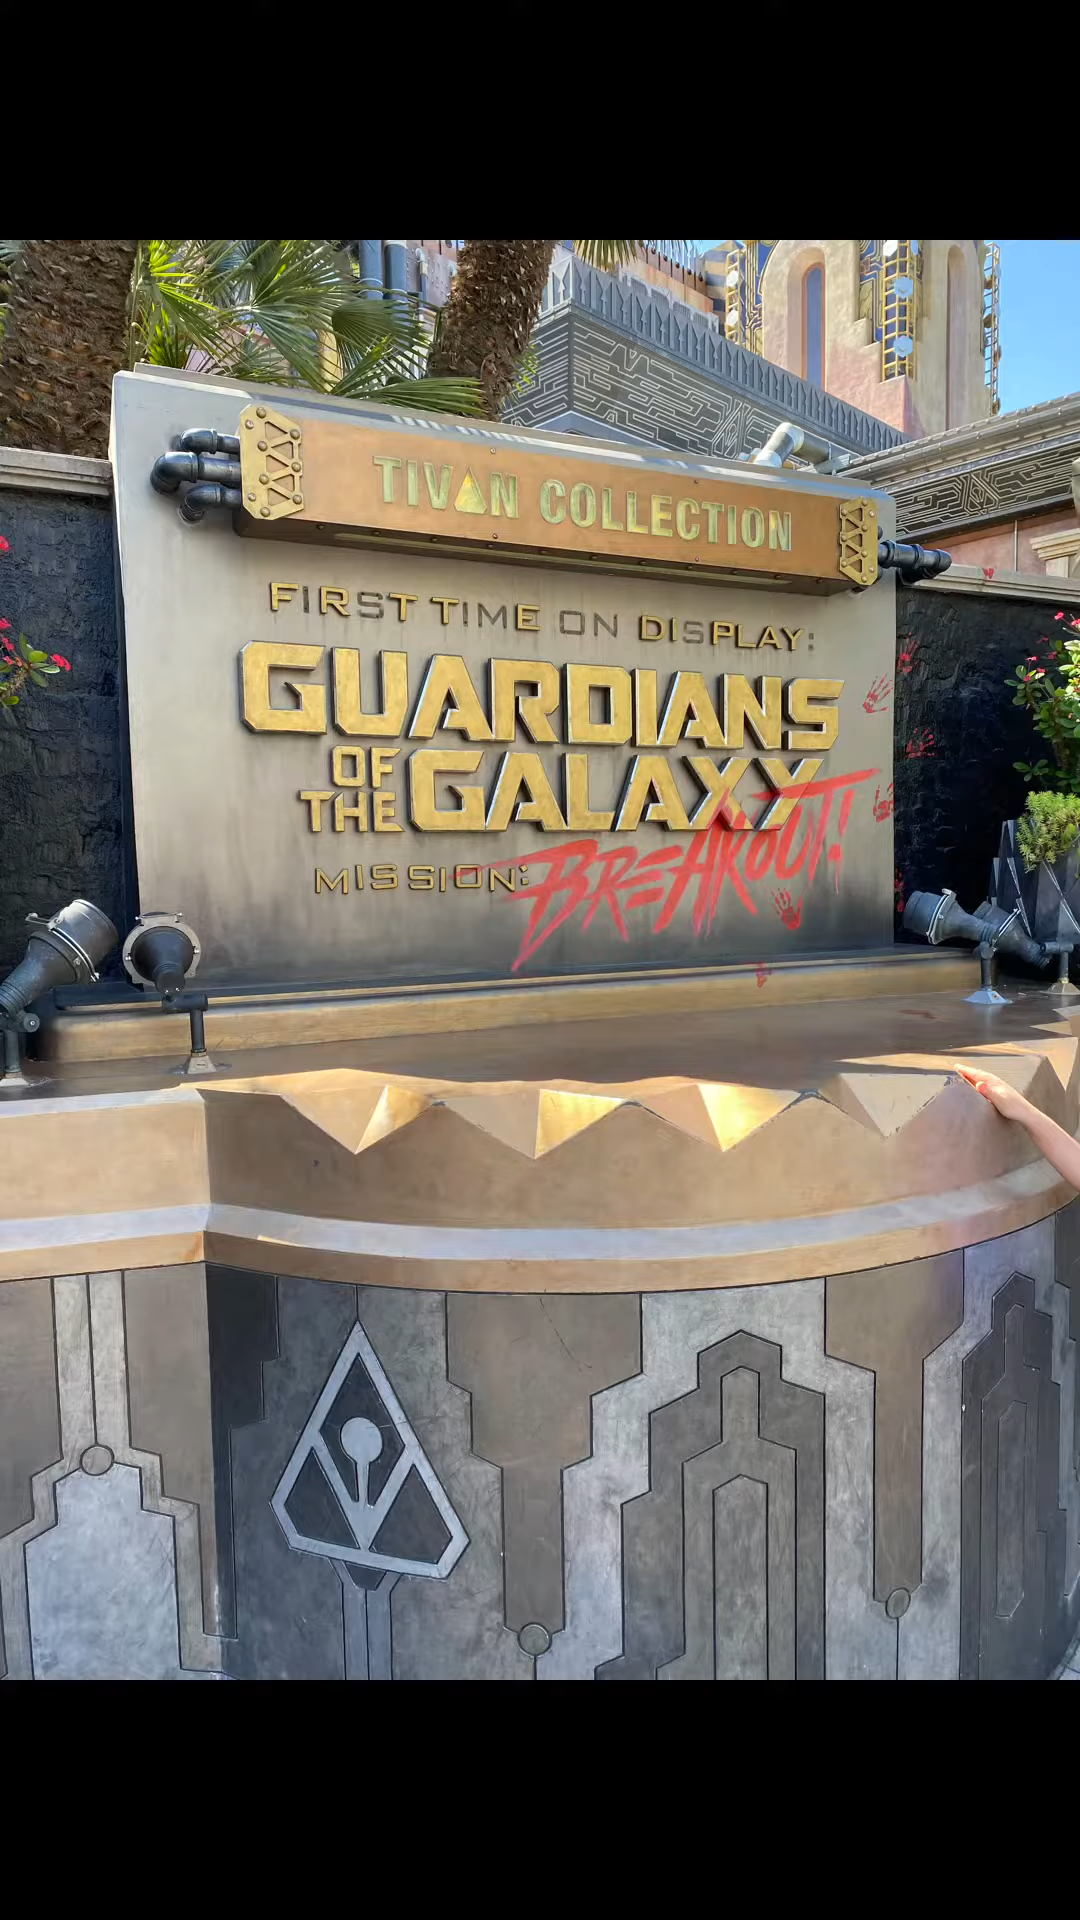 TIVAN COLLECTION
FIRST TIME ON DISPLAY:
GUARDIANS
OF THE GALAXY
MISSION: BREAKOUT!